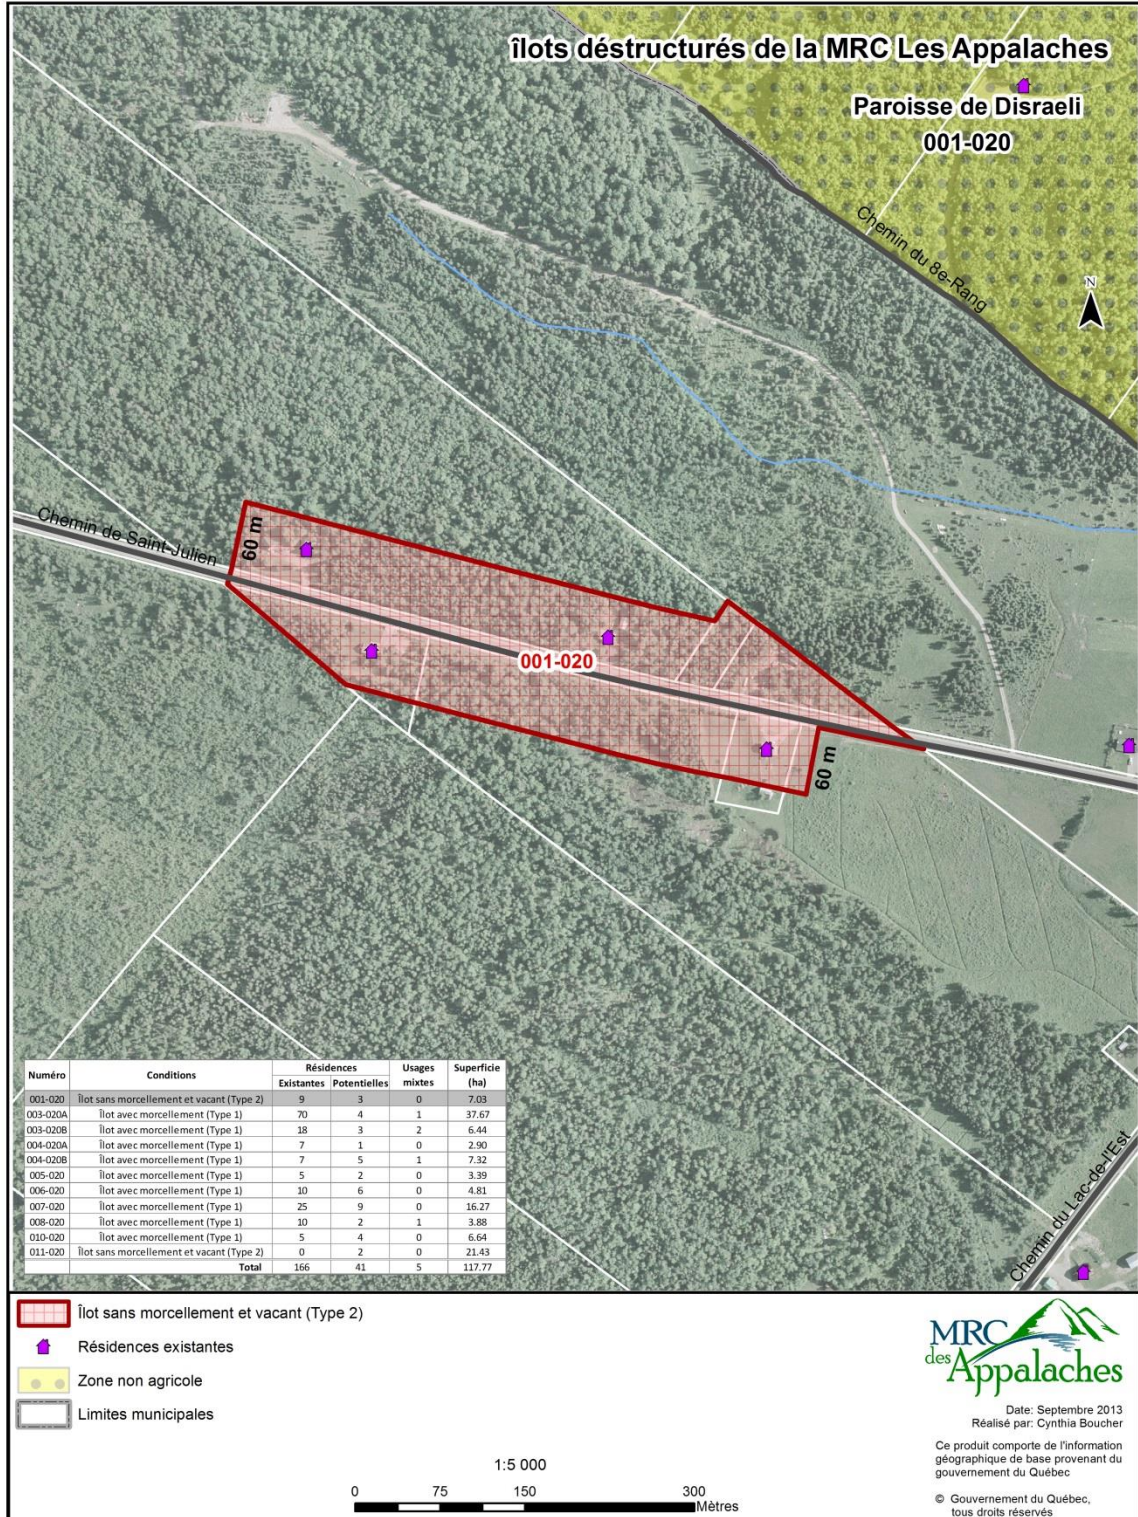 îlots déstructurés de la MRC Les Appalaches
Paroisse de Disraeli
001-020
Chemin du 8e-Rang
N
Chemin de Saint-Julien
60 m
001-020
60 m
Chemin du Lac-de-l'Est
Numéro Conditions Résidences Usages mixtes Superficie (ha)
Existantes Potentielles
001-020 Îlot sans morcellement et vacant (Type 2) 9 3 0 7.03
003-020A Îlot avec morcellement (Type 1) 70 4 1 37.67
003-020B Îlot avec morcellement (Type 1) 18 3 2 6.44
004-020A Îlot avec morcellement (Type 1) 7 1 0 2.90
004-020B Îlot avec morcellement (Type 1) 7 5 1 7.32
005-020 Îlot avec morcellement (Type 1) 5 2 0 3.39
006-020 Îlot avec morcellement (Type 1) 10 6 0 4.81
007-020 Îlot avec morcellement (Type 1) 25 9 0 16.27
008-020 Îlot avec morcellement (Type 1) 10 2 1 3.88
010-020 Îlot avec morcellement (Type 1) 5 4 0 6.64
011-020 Îlot sans morcellement et vacant (Type 2) 0 2 0 21.43
Total 166 41 5 117.77
Îlot sans morcellement et vacant (Type 2)
Résidences existantes
Zone non agricole
Limites municipales
1:5 000
0 75 150 300
Mètres
MRC
des Appalaches
Date: Septembre 2013
Réalisé par: Cynthia Boucher
Ce produit comporte de l'information
géographique de base provenant du
gouvernement du Québec
© Gouvernement du Québec,
tous droits réservés